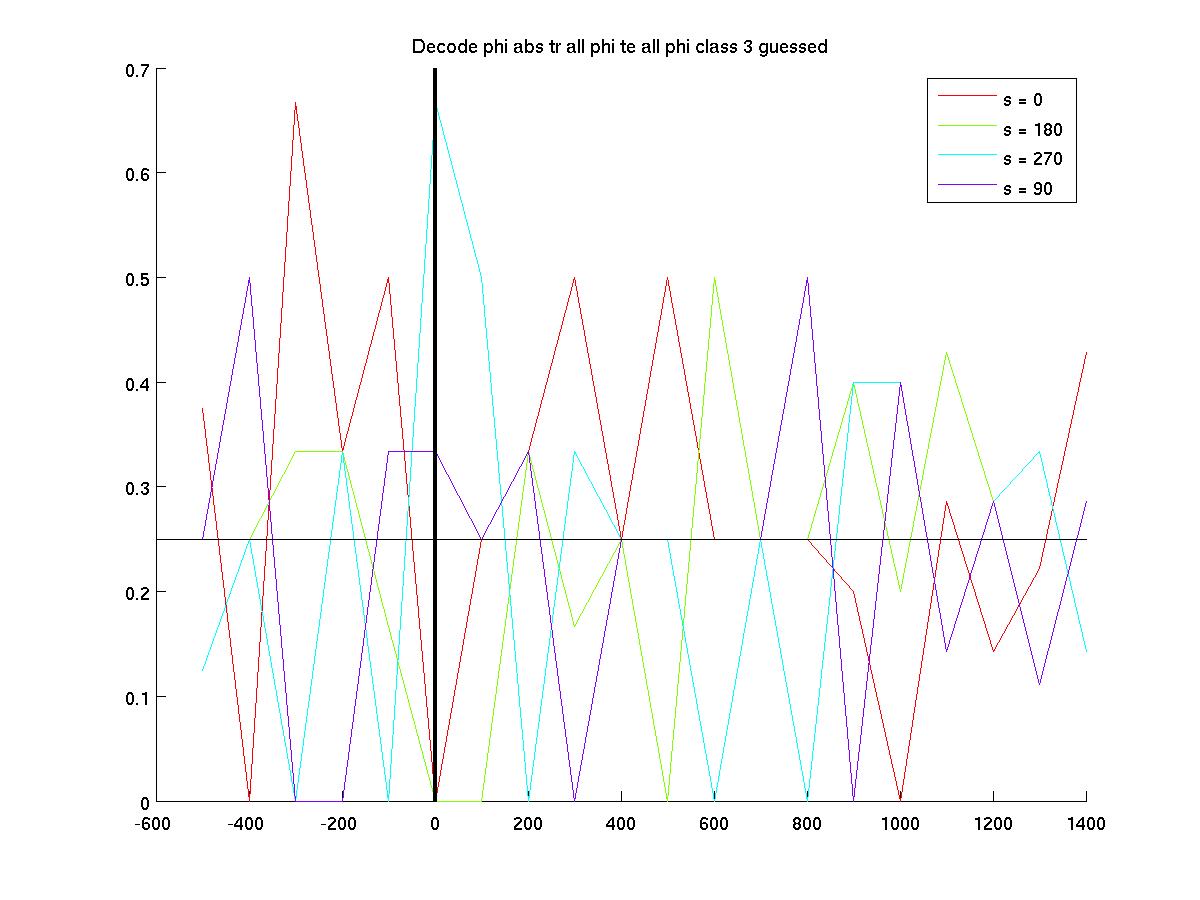 Decode phi abs tr all phi te all phi class 3 guessed
0.7
0.6
0.5
0.4
0.3
0.2
0.1
0
-600 -400 -200 0 200 400 600 800 1000 1200 1400
s = 0
s = 180
s = 270
s = 90